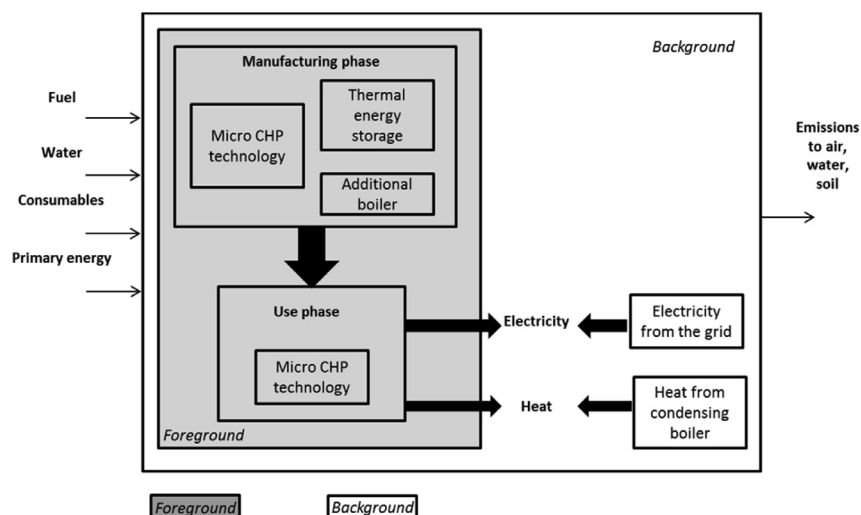 Background
Manufacturing phase
Thermal
energy
storage
Micro CHP
technology
Additional
boiler
Fuel
Water
Consumables
Primary energy
Emissions
to air,
water,
soil
Use phase
Micro CHP
technology
Foreground
Electricity
Heat
Electricity
from the grid
Heat from
condensing
boiler
Foreground
Background